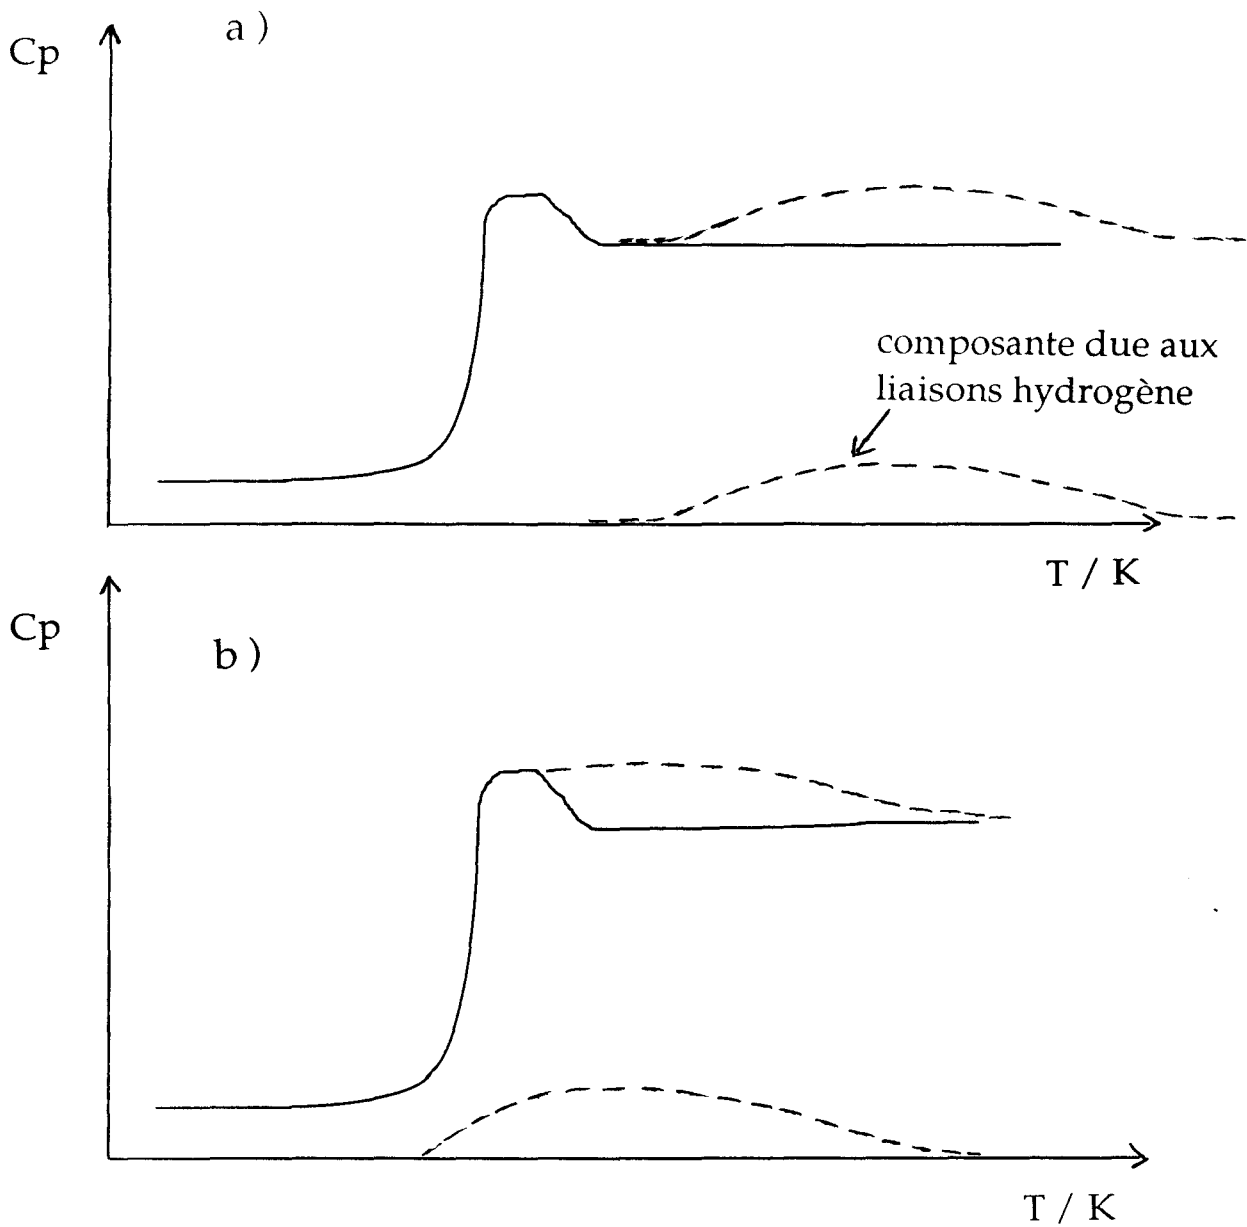 a )
Cp
composante due aux
liaisons hydrogène
T / K
Cp
b )
T / K